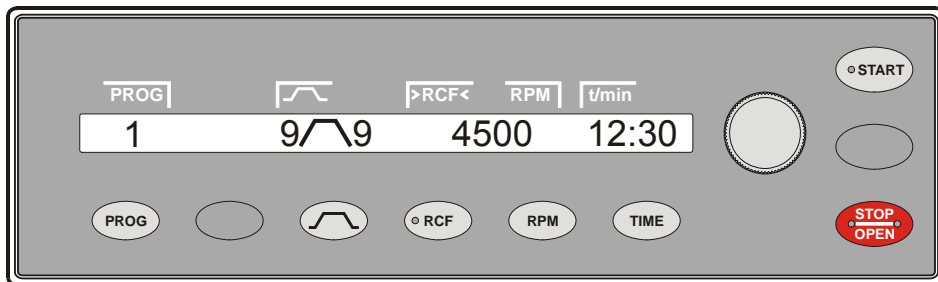 PROG >RCF< RPM t/min
1 9 9 4500 12:30
START
PROG RCF RPM TIME
STOP
OPEN